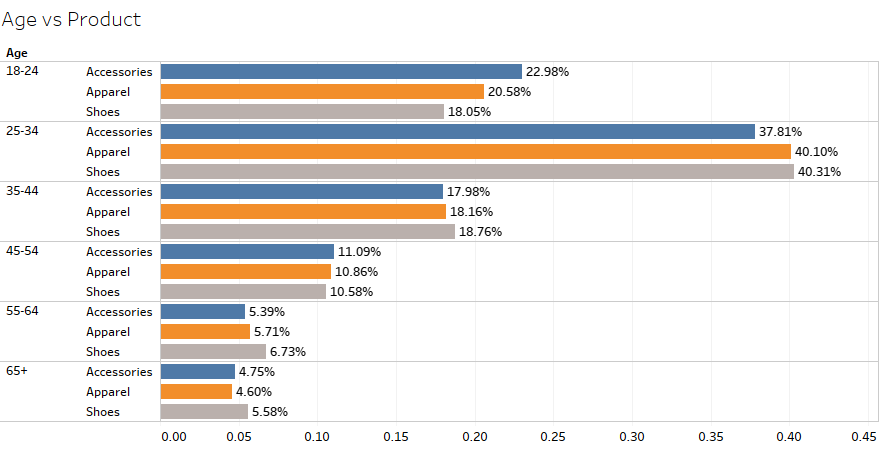 Age vs Product
Age
18-24 Accessories 22.98%
Apparel 20.58%
Shoes 18.05%
25-34 Accessories 37.81%
Apparel 40.10%
Shoes 40.31%
35-44 Accessories 17.98%
Apparel 18.16%
Shoes 18.76%
45-54 Accessories 11.09%
Apparel 10.86%
Shoes 10.58%
55-64 Accessories 5.39%
Apparel 5.71%
Shoes 6.73%
65+ Accessories 4.75%
Apparel 4.60%
Shoes 5.58%
0.00 0.05 0.10 0.15 0.20 0.25 0.30 0.35 0.40 0.45